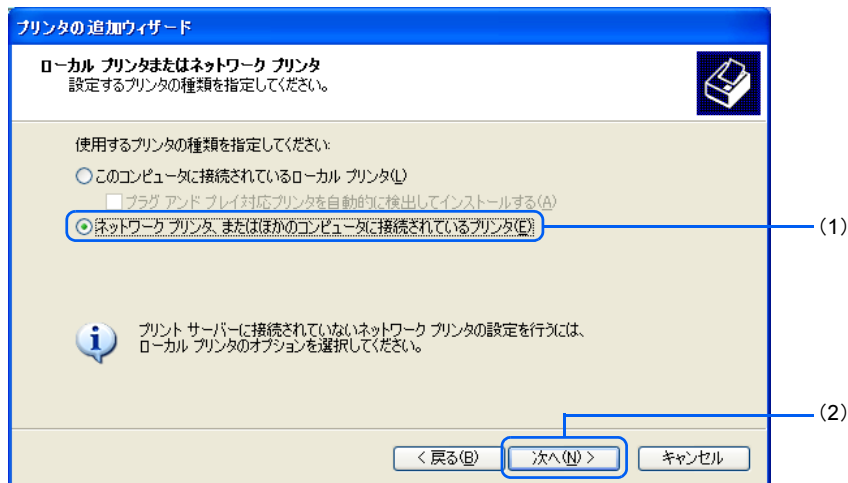 プリンタの追加ウィザード
ローカル プリンタまたはネットワーク プリンタ
設定するプリンタの種類を指定してください。
使用するプリンタの種類を指定してください:
このコンピュータに接続されているローカル プリンタ(L)
プラグ アンド プレイ対応プリンタを自動的に検出してインストールする(A)
ネットワーク プリンタ、またはほかのコンピュータに接続されているプリンタ(E)
(1)
プリント サーバーに接続されていないネットワーク プリンタの設定を行うには、
ローカル プリンタのオプションを選択してください。
(2)
< 戻る(B) 次へ(N) > キャンセル